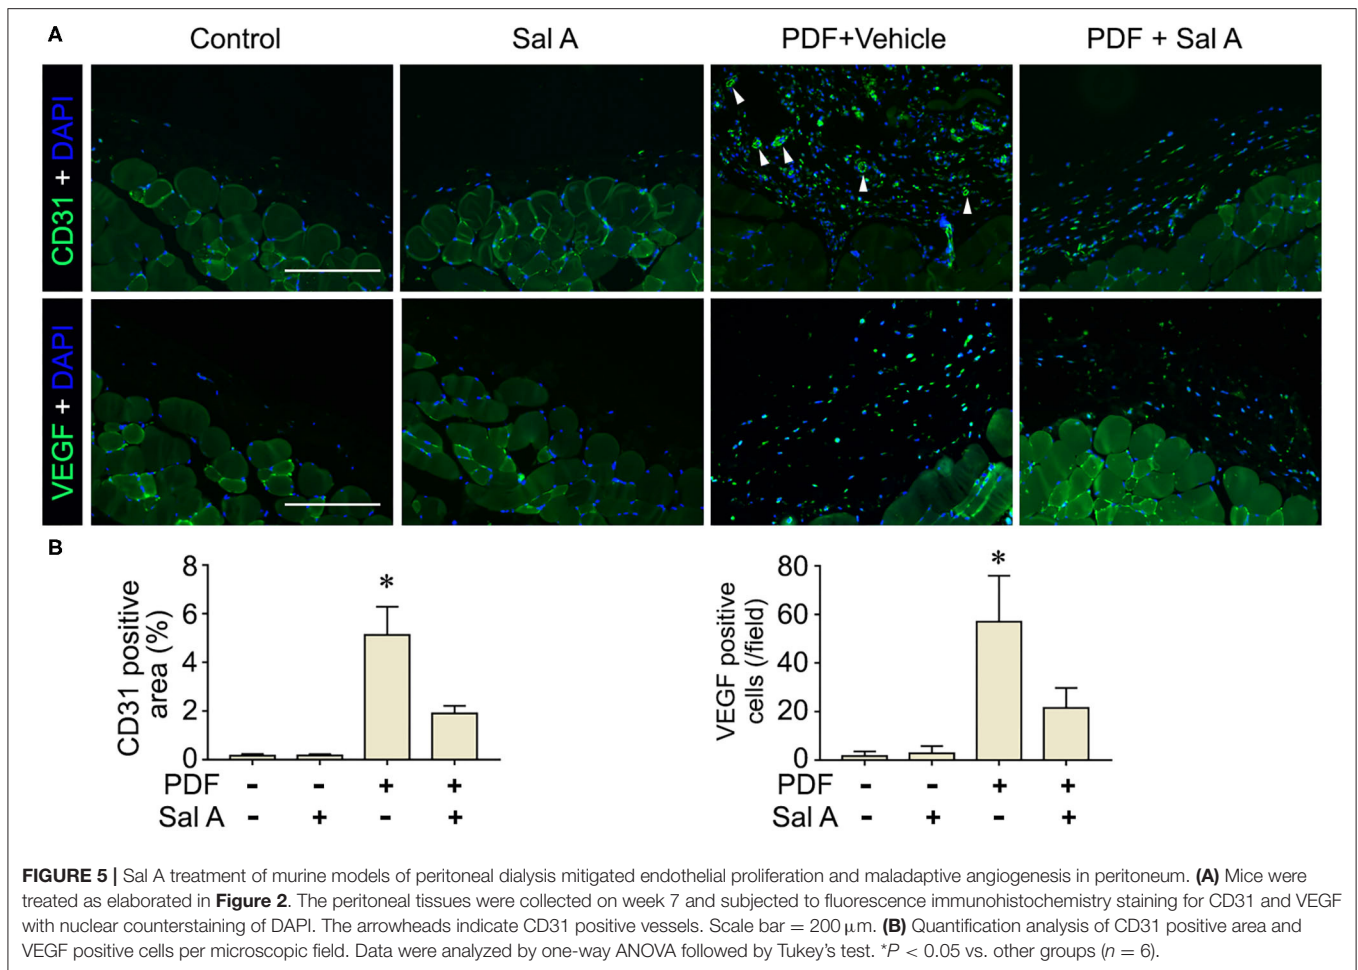 A
Control
Sal A
PDF+Vehicle
PDF + Sal A
CD31 + DAPI
VEGF + DAPI
B
CD31 positive
area (%)
8
6
4
2
0
PDF - - + +
Sal A - + - +
*
VEGF positive
cells (/field)
80
60
40
20
0
PDF - - + +
Sal A - + - +
*
FIGURE 5 | Sal A treatment of murine models of peritoneal dialysis mitigated endothelial proliferation and maladaptive angiogenesis in peritoneum. (A) Mice were
treated as elaborated in Figure 2. The peritoneal tissues were collected on week 7 and subjected to fluorescence immunohistochemistry staining for CD31 and VEGF
with nuclear counterstaining of DAPI. The arrowheads indicate CD31 positive vessels. Scale bar = 200 µm. (B) Quantification analysis of CD31 positive area and
VEGF positive cells per microscopic field. Data were analyzed by one-way ANOVA followed by Tukey's test. *P < 0.05 vs. other groups (n = 6).